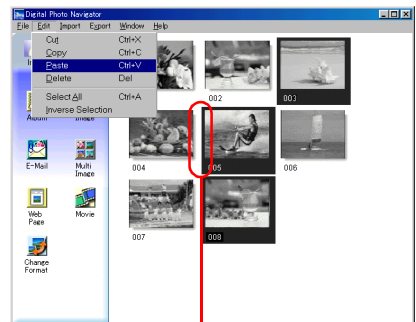 Digital Photo Navigator
File Edit Import Export Window Help
Cut Ctrl+X
Copy Ctrl+C
Paste Ctrl+V
Delete Del
Select All Ctrl+A
Inverse Selection
002
003
Album
Image
004
005
006
E-Mail
Multi
Image
007
008
Web
Page
Movie
Change
Format